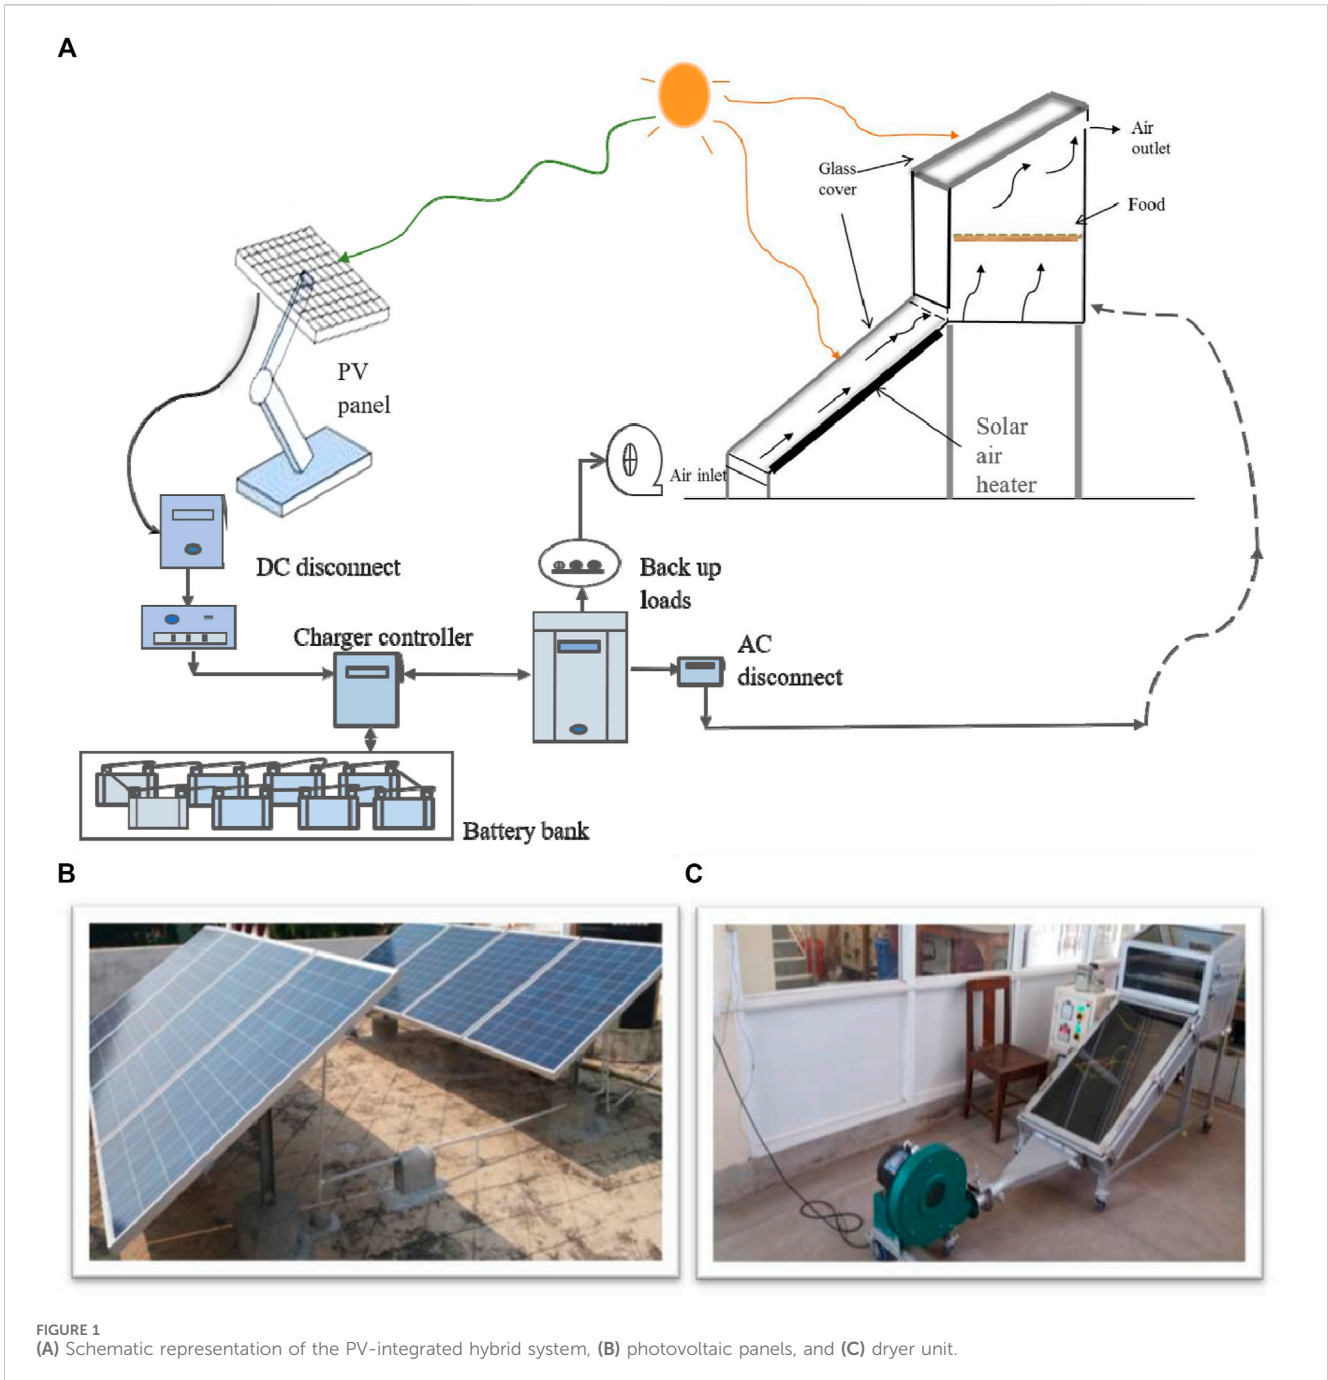 A
Air
outlet
Glass
cover
Food
PV
panel
Solar
air
heater
Air inlet
DC disconnect
Back up
loads
Charger controller
AC
disconnect
Battery bank
B
C
FIGURE 1
(A) Schematic representation of the PV-integrated hybrid system, (B) photovoltaic panels, and (C) dryer unit.